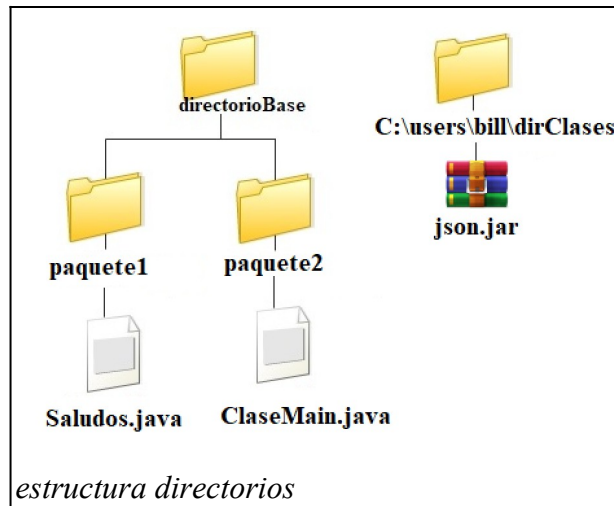 directorioBase
C:\users\bill\dirClases
json.jar
paquete1
paquete2
Saludos.java
ClaseMain.java
estructura directorios